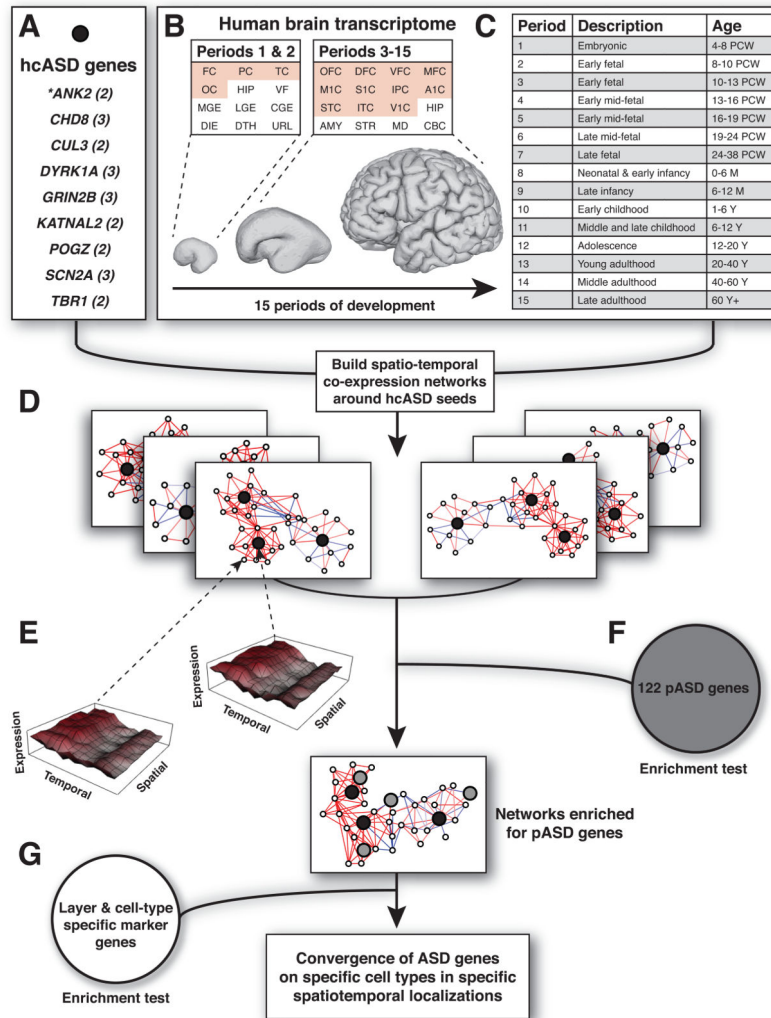 A
hcASD genes
*ANK2 (2)
CHD8 (3)
CUL3 (2)
DYRK1A (3)
GRIN2B (3)
KATNAL2 (2)
POGZ (2)
SCN2A (3)
TBR1 (2)
B
Human brain transcriptome
Periods 1 & 2
FC PC TC
OC HIP VF
MGE LGE CGE
DIE DTH URL
Periods 3-15
OFC DFC VFC MFC
M1C S1C IPC A1C
STC ITC V1C HIP
AMY STR MD CBC
15 periods of development
C
Period Description Age
1 Embryonic 4-8 PCW
2 Early fetal 8-10 PCW
3 Early fetal 10-13 PCW
4 Early mid-fetal 13-16 PCW
5 Early mid-fetal 16-19 PCW
6 Late mid-fetal 19-24 PCW
7 Late fetal 24-38 PCW
8 Neonatal & early infancy 0-6 M
9 Late infancy 6-12 M
10 Early childhood 1-6 Y
11 Middle and late childhood 6-12 Y
12 Adolescence 12-20 Y
13 Young adulthood 20-40 Y
14 Middle adulthood 40-60 Y
15 Late adulthood 60 Y+
Build spatio-temporal
co-expression networks
around hcASD seeds
D
E
Expression
Temporal
Spatial
Expression
Temporal
Spatial
F
122 pASD genes
Enrichment test
Networks enriched
for pASD genes
G
Layer & cell-type
specific marker
genes
Enrichment test
Convergence of ASD genes
on specific cell types in specific
spatiotemporal localizations